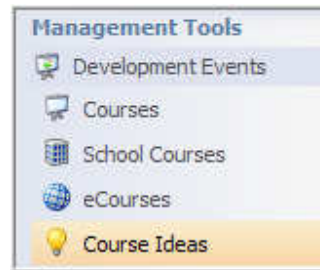 Management Tools
Development Events
Courses
School Courses
eCourses
Course Ideas